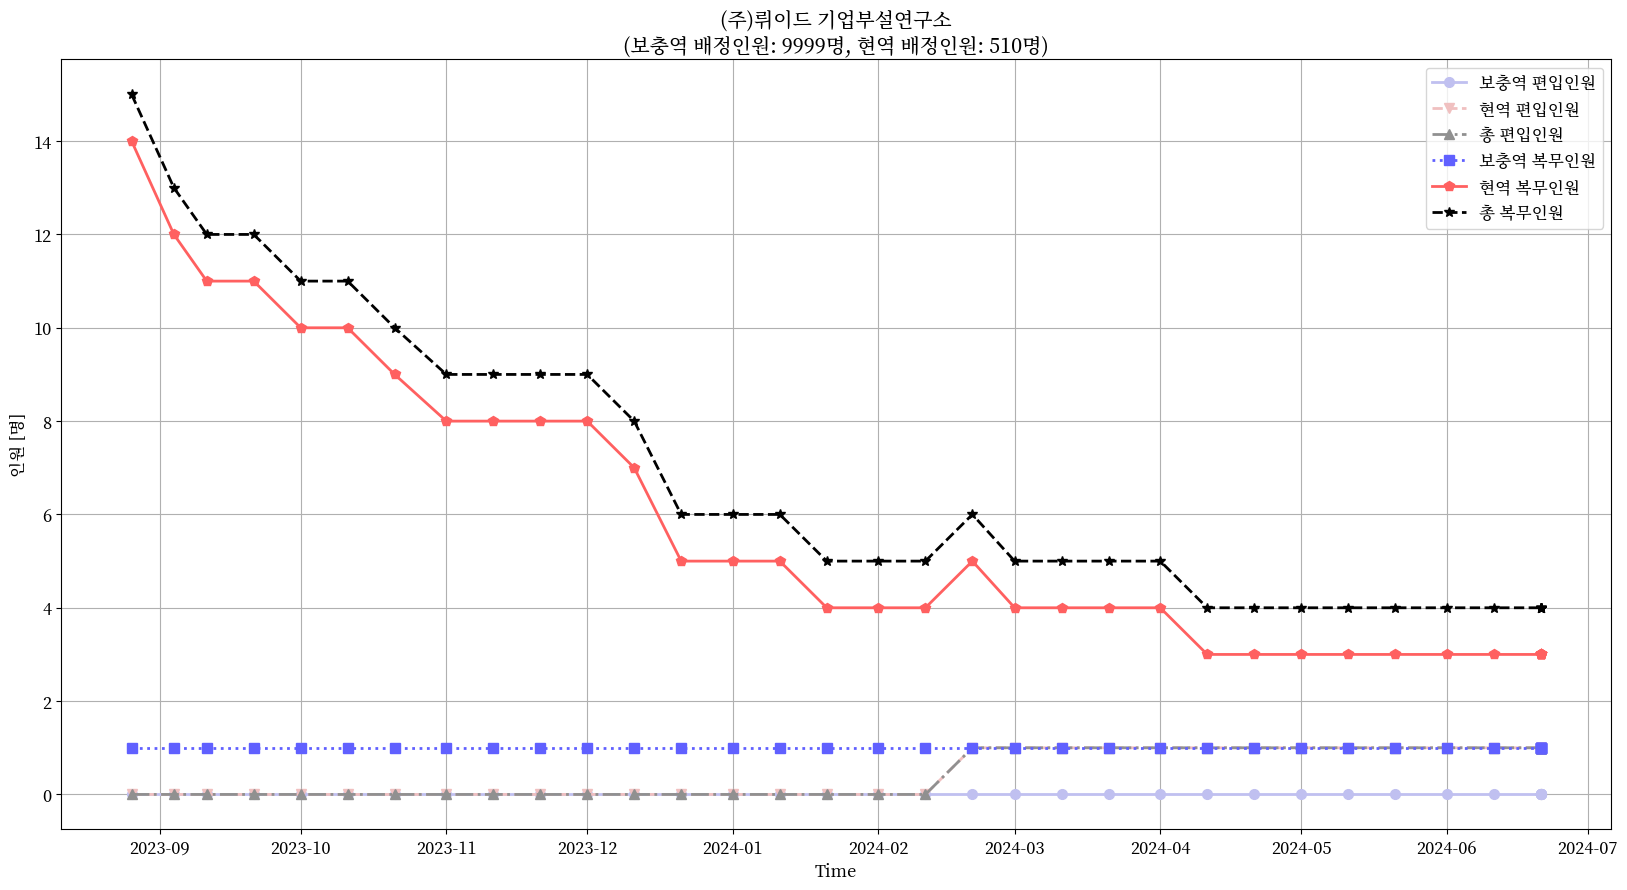 (주)뤼이드 기업부설연구소
(보충역 배정인원: 9999명, 현역 배정인원: 510명)
보충역 편입인원
현역 편입인원
총 편입인원
보충역 복무인원
현역 복무인원
총 복무인원
인원 [명]
14
12
10
8
6
4
2
0
2023-09
2023-10
2023-11
2023-12
2024-01
2024-02
2024-03
2024-04
2024-05
2024-06
2024-07
Time